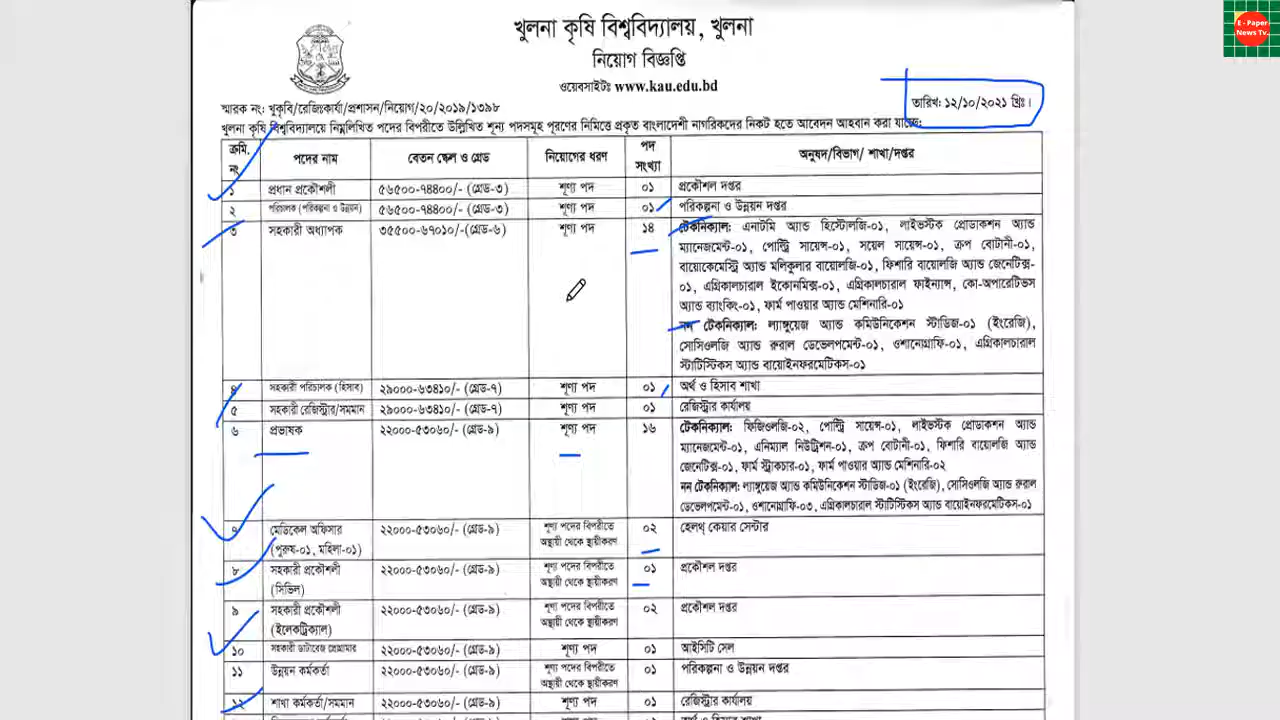 E - Paper
News Tv.
খুলনা কৃষি বিশ্ববিদ্যালয়, খুলনা
নিয়োগ বিজ্ঞপ্তি
ওয়েবসাইটঃ www.kau.edu.bd
স্মারক নং: খুকৃবি/রেজিঃকার্যা/প্রশাসন/নিয়োগ/২০/২০১৯/১৩৯৮
তারিখ: ১২/১০/২০২১ খ্রিঃ।
খুলনা কৃষি বিশ্ববিদ্যালয়ে নিম্নলিখিত পদের বিপরীতে উল্লিখিত শূন্য পদসমূহ পূরণের নিমিত্তে প্রকৃত বাংলাদেশী নাগরিকদের নিকট হতে আবেদন আহবান করা যাচ্ছে:
ক্রমি. নং পদের নাম বেতন স্কেল ও গ্রেড নিয়োগের ধরণ পদ সংখ্যা অনুষদ/বিভাগ/ শাখা/দপ্তর
১ প্রধান প্রকৌশলী ৫৬৫০০-৭৪৪০০/- (গ্রেড-৩) শূণ্য পদ ০১ প্রকৌশল দপ্তর
২ পরিচালক (পরিকল্পনা ও উন্নয়ন) ৫৬৫০০-৭৪৪০০/- (গ্রেড-৩) শূণ্য পদ ০১ পরিকল্পনা ও উন্নয়ন দপ্তর
৩ সহকারী অধ্যাপক ৩৫৫০০-৬৭০১০/- (গ্রেড-৬) শূণ্য পদ ১৪ টেকনিক্যাল: এনাটমি অ্যান্ড হিস্টোলজি-০১, লাইভস্টক প্রোডাকশন অ্যান্ড
ম্যানেজমেন্ট-০১, পোল্ট্রি সায়েন্স-০১, সয়েল সায়েন্স-০১, ক্রপ বোটানী-০১,
বায়োকেমেস্ট্রি অ্যান্ড মলিকুলার বায়োলজি-০১, ফিশারি বায়োলজি অ্যান্ড জেনেটিক্স-
০১, এগ্রিকালচারাল ইকোনমিক্স-০১, এগ্রিকালচারাল ফাইন্যান্স, কো-অপারেটিভস
অ্যান্ড ব্যাংকিং-০১, ফার্ম পাওয়ার অ্যান্ড মেশিনারি-০১
নন টেকনিক্যাল: ল্যাঙ্গুয়েজ অ্যান্ড কমিউনিকেশন স্টাডিজ-০১ (ইংরেজি),
সোসিওলজি অ্যান্ড রুরাল ডেভেলপমেন্ট-০১, ওশানোগ্রাফি-০১, এগ্রিকালচারাল
স্টাটিস্টিকস অ্যান্ড বায়োইনফরমেটিকস-০১
৪ সহকারী পরিচালক (হিসাব) ২৯০০০-৬৩৪১০/- (গ্রেড-৭) শূণ্য পদ ০১ অর্থ ও হিসাব শাখা
৫ সহকারী রেজিস্ট্রার/সমমান ২৯০০০-৬৩৪১০/- (গ্রেড-৭) শূণ্য পদ ০১ রেজিস্ট্রার কার্যালয়
৬ প্রভাষক ২২০০০-৫৩০৬০/- (গ্রেড-৯) শূণ্য পদ ১৬ টেকনিক্যাল: ফিজিওলজি-০২, পোল্ট্রি সায়েন্স-০১, লাইভস্টক প্রোডাকশন অ্যান্ড
ম্যানেজমেন্ট-০১, এনিম্যাল নিউট্রিশন-০১, ক্রপ বোটানী-০১, ফিশারি বায়োলজি অ্যান্ড
জেনেটিক্স-০১, ফার্ম স্ট্রাকচার-০১, ফার্ম পাওয়ার অ্যান্ড মেশিনারি-০২
নন টেকনিক্যাল: ল্যাঙ্গুয়েজ অ্যান্ড কমিউনিকেশন স্টাডিজ-০১ (ইংরেজি), সোসিওলজি অ্যান্ড রুরাল
ডেভেলপমেন্ট-০১, ওশানোগ্রাফি-০৩, এগ্রিকালচারাল স্টাটিস্টিকস অ্যান্ড বায়োইনফরমেটিকস-০১
৭ মেডিকেল অফিসার (পুরুষ-০১, মহিলা-০১) ২২০০০-৫৩০৬০/- (গ্রেড-৯) শূণ্য পদের বিপরীতে অস্থায়ী থেকে স্থায়ীকরণ ০২ হেলথ্ কেয়ার সেন্টার
৮ সহকারী প্রকৌশলী (সিভিল) ২২০০০-৫৩০৬০/- (গ্রেড-৯) শূণ্য পদের বিপরীতে অস্থায়ী থেকে স্থায়ীকরণ ০১ প্রকৌশল দপ্তর
৯ সহকারী প্রকৌশলী (ইলেকট্রিক্যাল) ২২০০০-৫৩০৬০/- (গ্রেড-৯) শূণ্য পদের বিপরীতে অস্থায়ী থেকে স্থায়ীকরণ ০২ প্রকৌশল দপ্তর
১০ সহকারী ডাটাবেজ প্রোগ্রামার ২২০০০-৫৩০৬০/- (গ্রেড-৯) শূণ্য পদ ০১ আইসিটি সেল
১১ উন্নয়ন কর্মকর্তা ২২০০০-৫৩০৬০/- (গ্রেড-৯) শূণ্য পদের বিপরীতে অস্থায়ী থেকে স্থায়ীকরণ ০১ পরিকল্পনা ও উন্নয়ন দপ্তর
১২ শাখা কর্মকর্তা/সমমান ২২০০০-৫৩০৬০/- (গ্রেড-৯) শূণ্য পদ ০১ রেজিস্ট্রার কার্যালয়